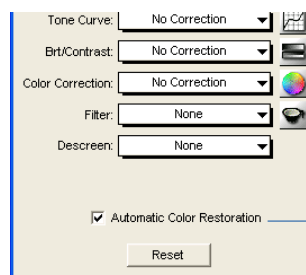 Tone Curve: No Correction
Brt/Contrast: No Correction
Color Correction: No Correction
Filter: None
Descreen: None
Automatic Color Restoration
Reset